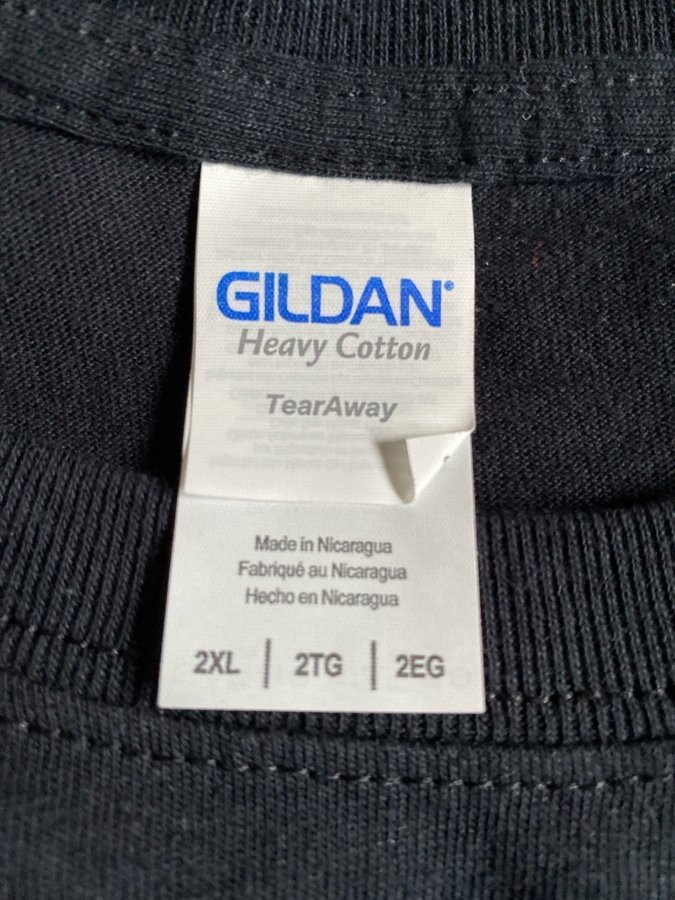 GILDAN®
Heavy Cotton
TearAway
Made in Nicaragua
Fabriqué au Nicaragua
Hecho en Nicaragua
2XL | 2TG | 2EG